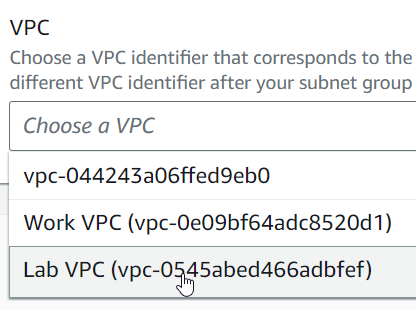 VPC
Choose a VPC identifier that corresponds to the
different VPC identifier after your subnet group
Choose a VPC
vpc-044243a06ffed9eb0
Work VPC (vpc-0e09bf64adc8520d1)
Lab VPC (vpc-0545abed466adbfef)